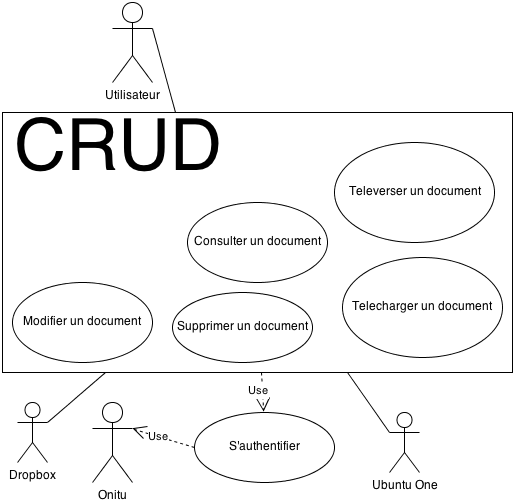 Utilisateur
CRUD
Televerser un document
Consulter un document
Telecharger un document
Modifier un document
Supprimer un document
Use
Dropbox
Onitu
Use
S'authentifier
Ubuntu One